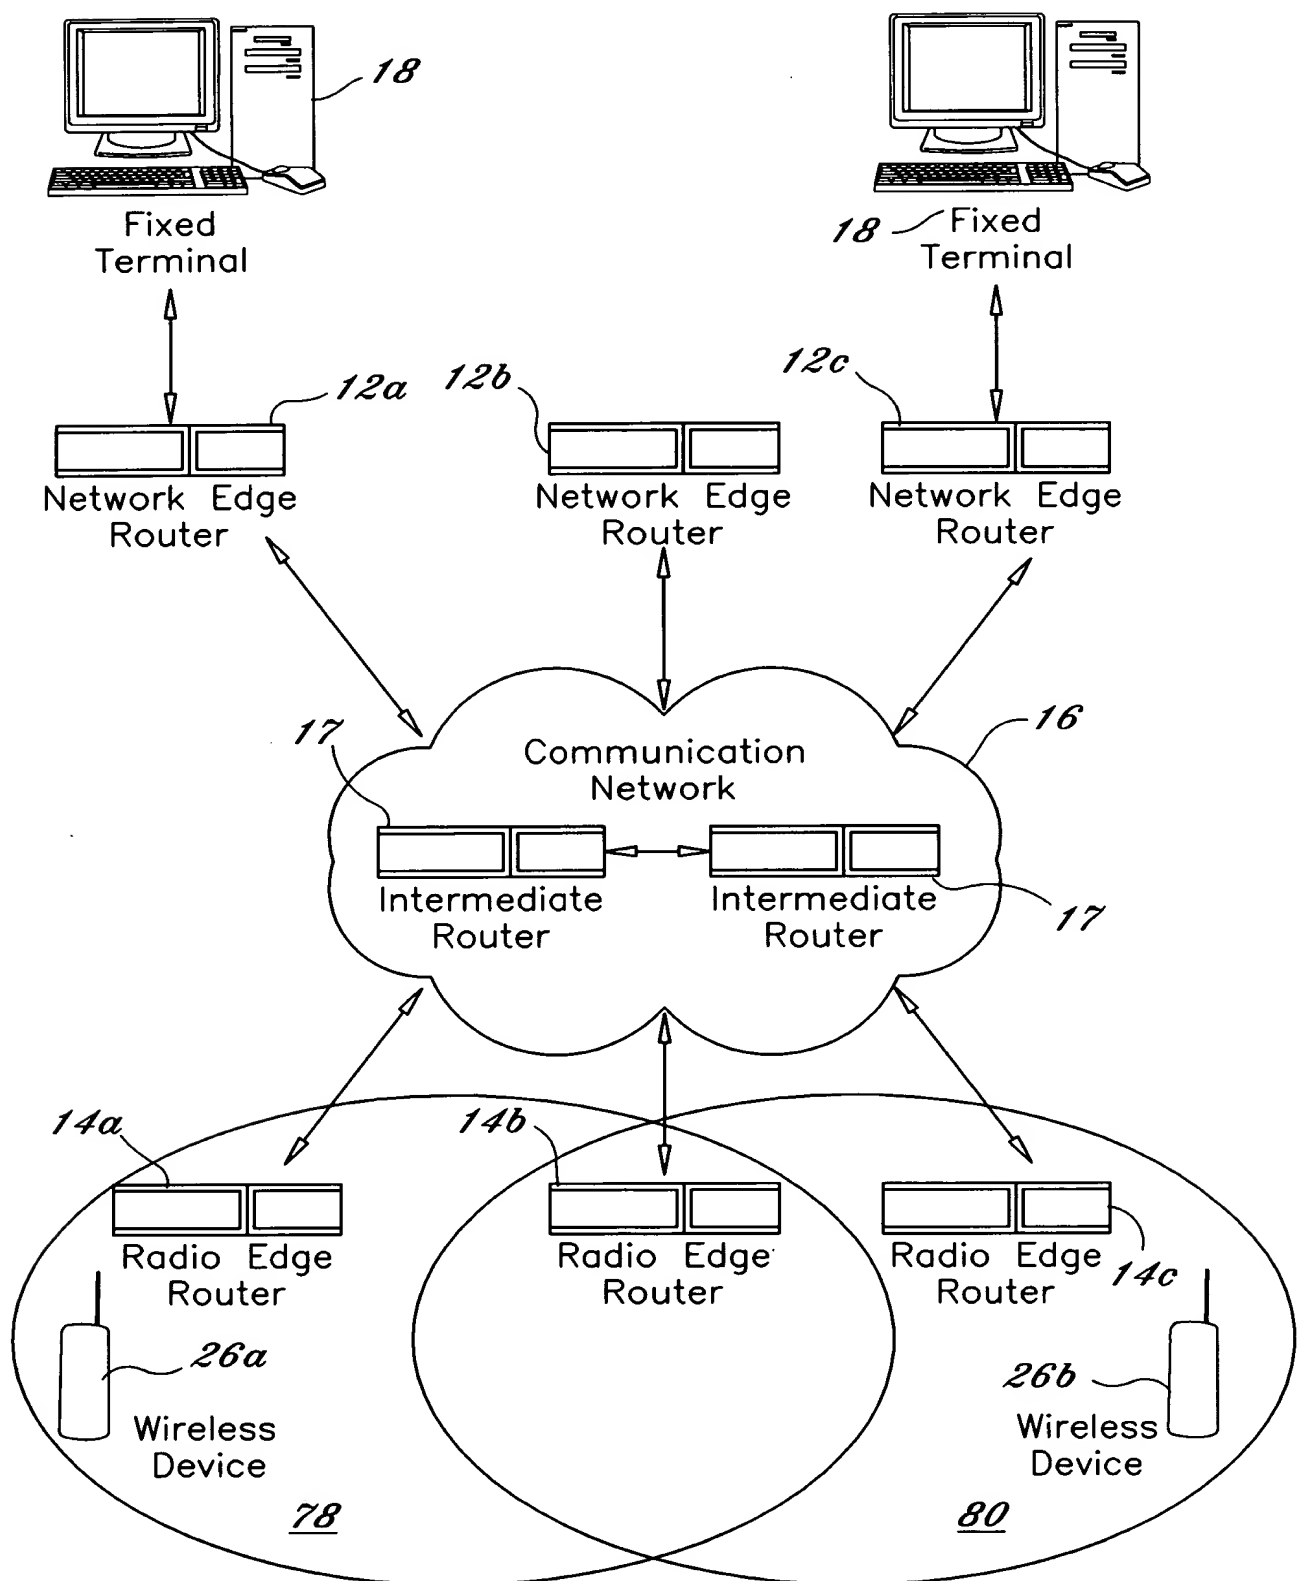 18
Fixed
Terminal
18
Fixed
Terminal
12a
12b
12c
Network Edge
Router
Network Edge
Router
Network Edge
Router
16
17
Communication
Network
Intermediate
Router
Intermediate
Router
17
14a
14b
Radio Edge
Router
Radio Edge
Router
Radio Edge
Router
14c
26a
Wireless
Device
26b
Wireless
Device
78
80